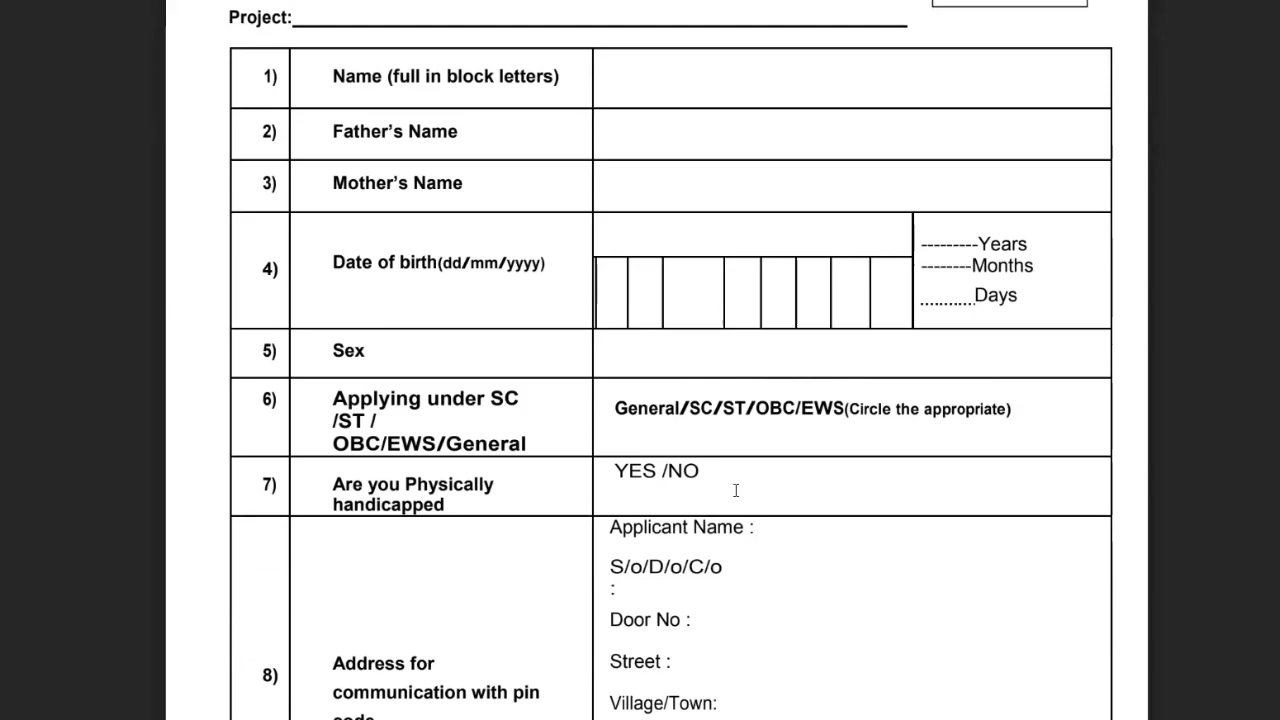 Project:
1) Name (full in block letters)
2) Father’s Name
3) Mother’s Name
4) Date of birth(dd/mm/yyyy)
---------Years
--------Months
...........Days
5) Sex
6) Applying under SC
/ST /
OBC/EWS/General
General/SC/ST/OBC/EWS(Circle the appropriate)
7) Are you Physically
handicapped
YES /NO
Applicant Name :
S/o/D/o/C/o
:
Door No :
Street :
8) Address for
communication with pin
code
Village/Town: